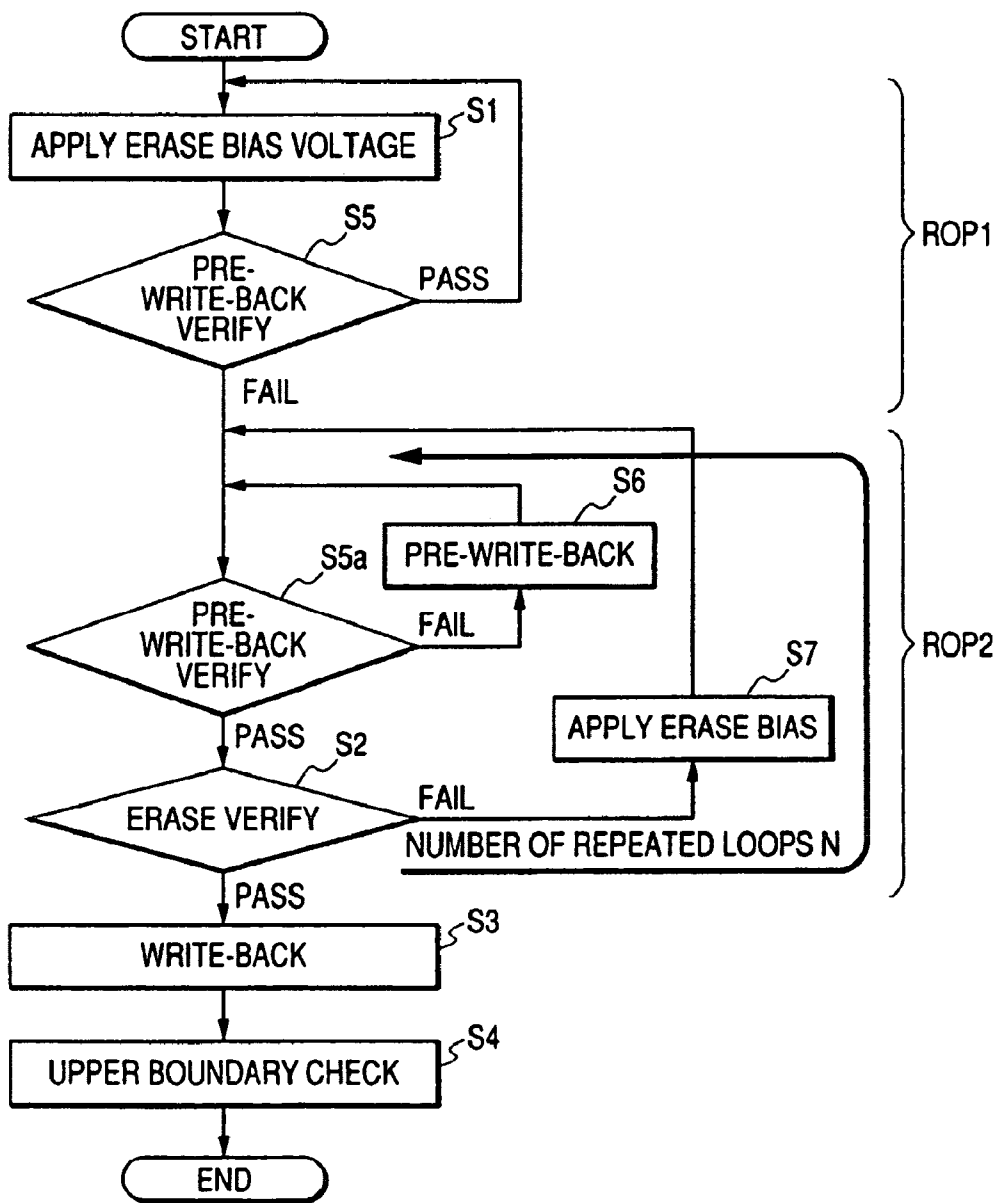 START
S1
APPLY ERASE BIAS VOLTAGE
S5
PRE-
WRITE-BACK
VERIFY
PASS
ROP1
FAIL
S6
PRE-WRITE-BACK
S5a
PRE-
WRITE-BACK
VERIFY
FAIL
ROP2
S7
APPLY ERASE BIAS
PASS
S2
ERASE VERIFY
FAIL
NUMBER OF REPEATED LOOPS N
PASS
S3
WRITE-BACK
S4
UPPER BOUNDARY CHECK
END